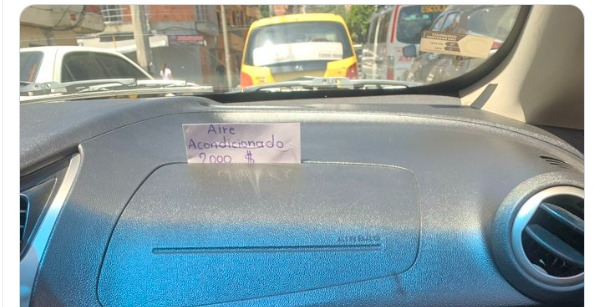 Aire
Acondicionado
2000 $